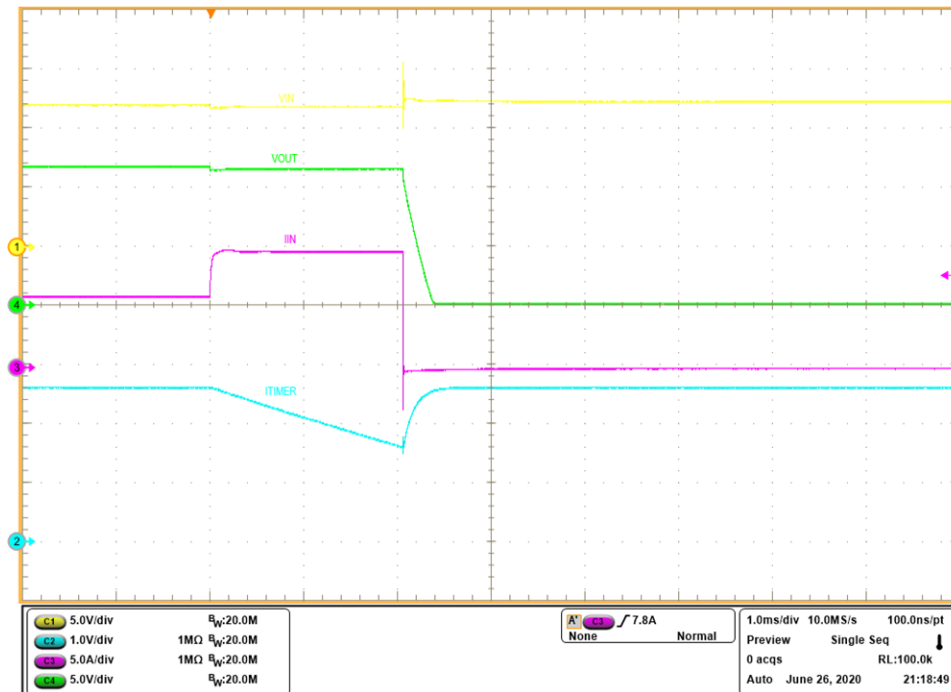 VIN
VOUT
IIN
1
4
3
ITIMER
2
C1 5.0V/div BW:20.0M
C2 1.0V/div 1MΩ BW:20.0M
C3 5.0A/div 1MΩ BW:20.0M
C4 5.0V/div BW:20.0M
A' C3 7.8A
None Normal
1.0ms/div 10.0MS/s 100.0ns/pt
Preview Single Seq
0 acqs RL:100.0k
Auto June 26, 2020 21:18:49